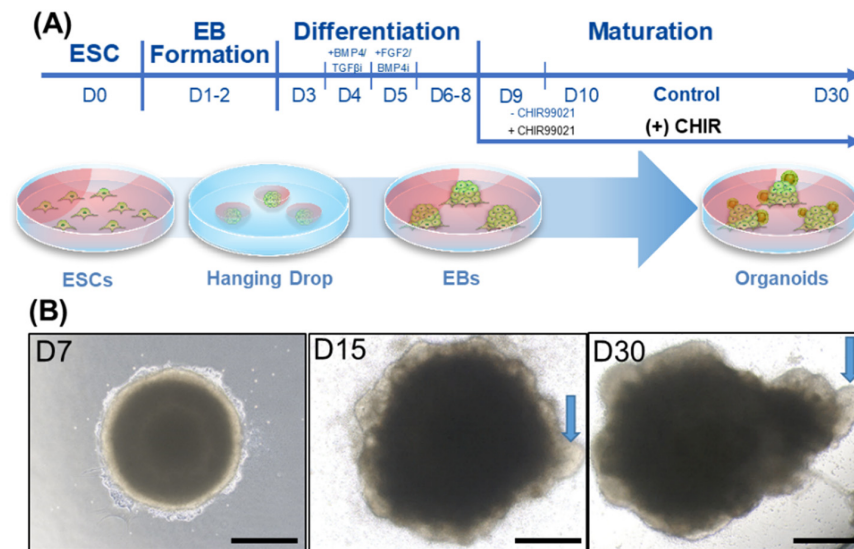 (A)
ESC
EB
Formation
Differentiation
Maturation
+BMP4/
TGFβi
+FGF2/
BMP4i
D0
D1-2
D3
D4
D5
D6-8
D9
D10
Control
D30
- CHIR99021
+ CHIR99021
(+) CHIR
ESCs
Hanging Drop
EBs
Organoids
(B)
D7
D15
D30